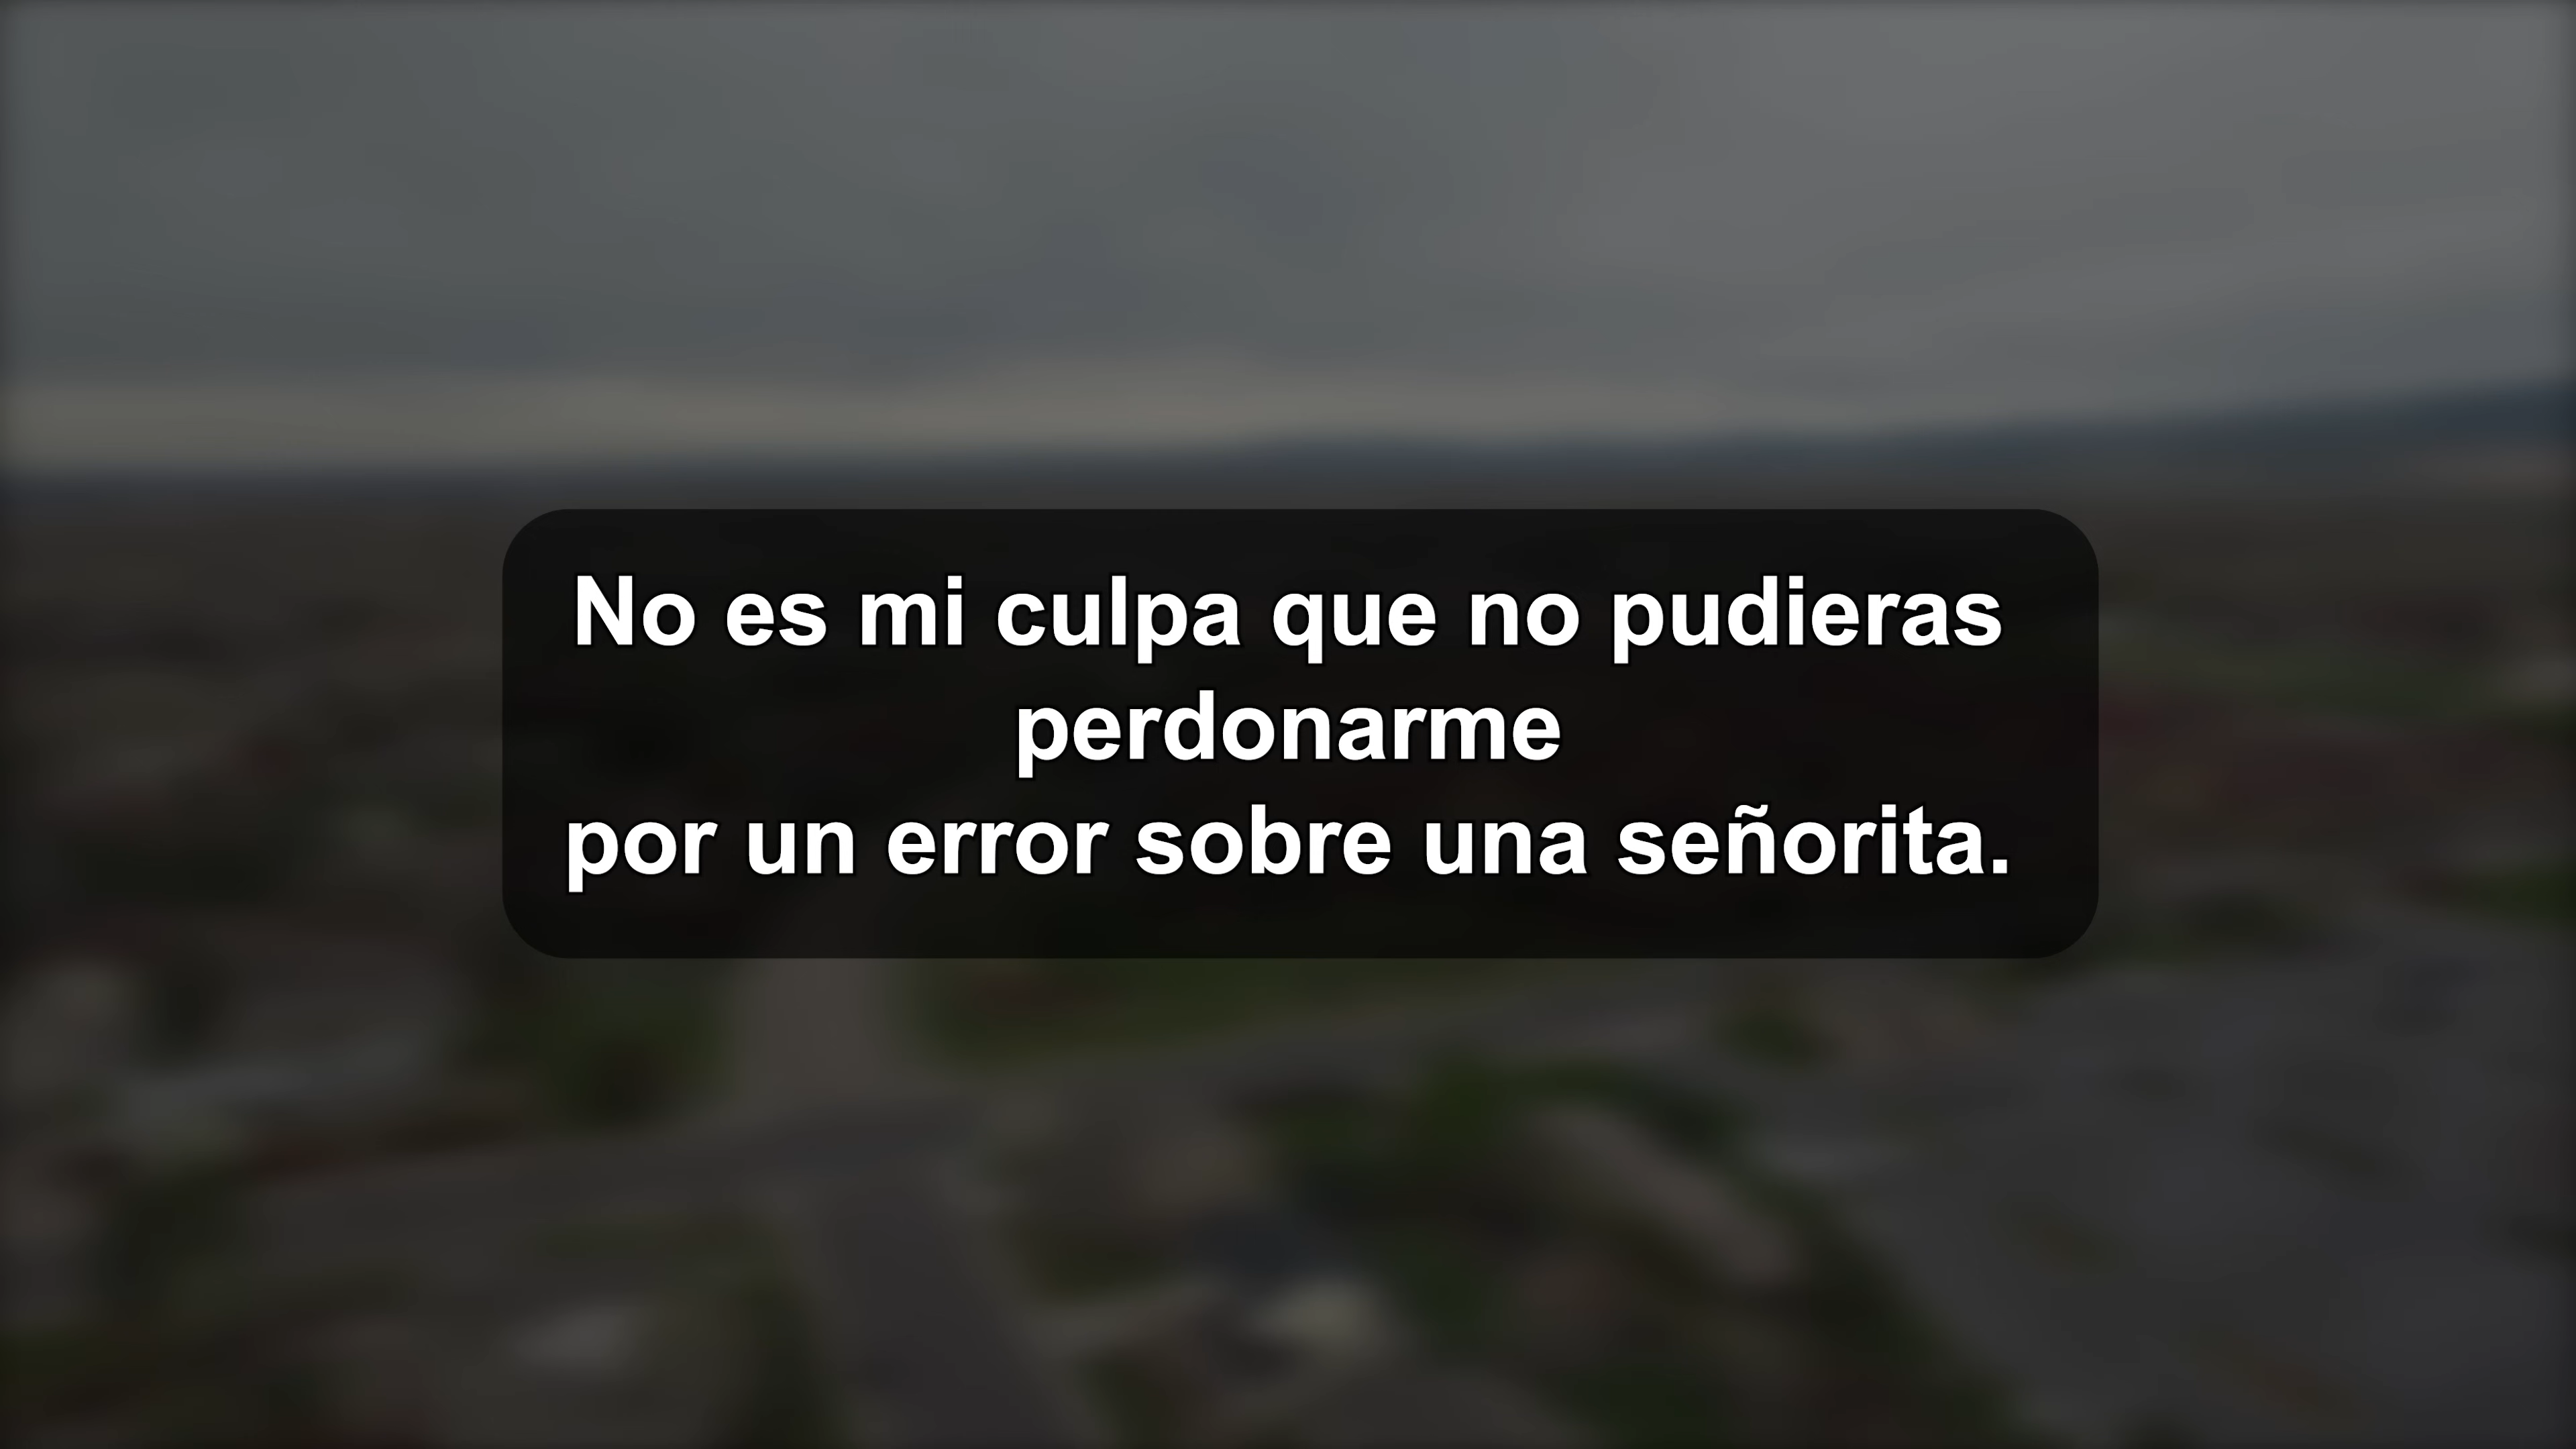 No es mi culpa que no pudieras
perdonarme
por un error sobre una señorita.